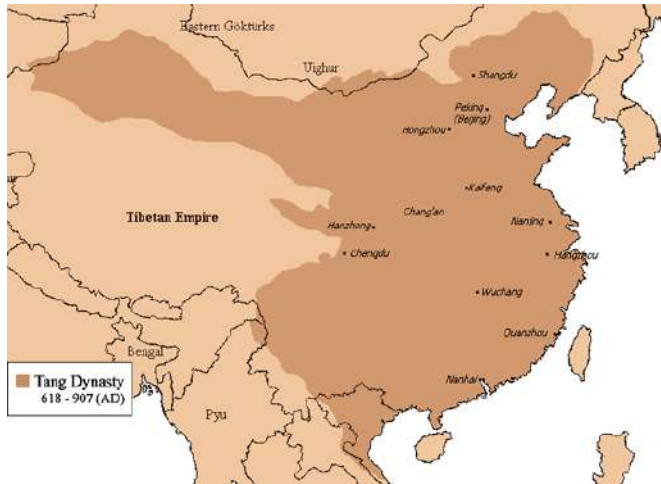 Eastern Göktürks
Uighur
Shangdu
Peking
(Beijing)
Hongzhou
Kaifeng
Tibetan Empire
Chang'an
Hanzhong
Nanjing
Chengdu
Hangzhou
Wuchang
Quanzhou
Bengal
Nanhai
Pyu
Tang Dynasty
618 - 907 (AD)